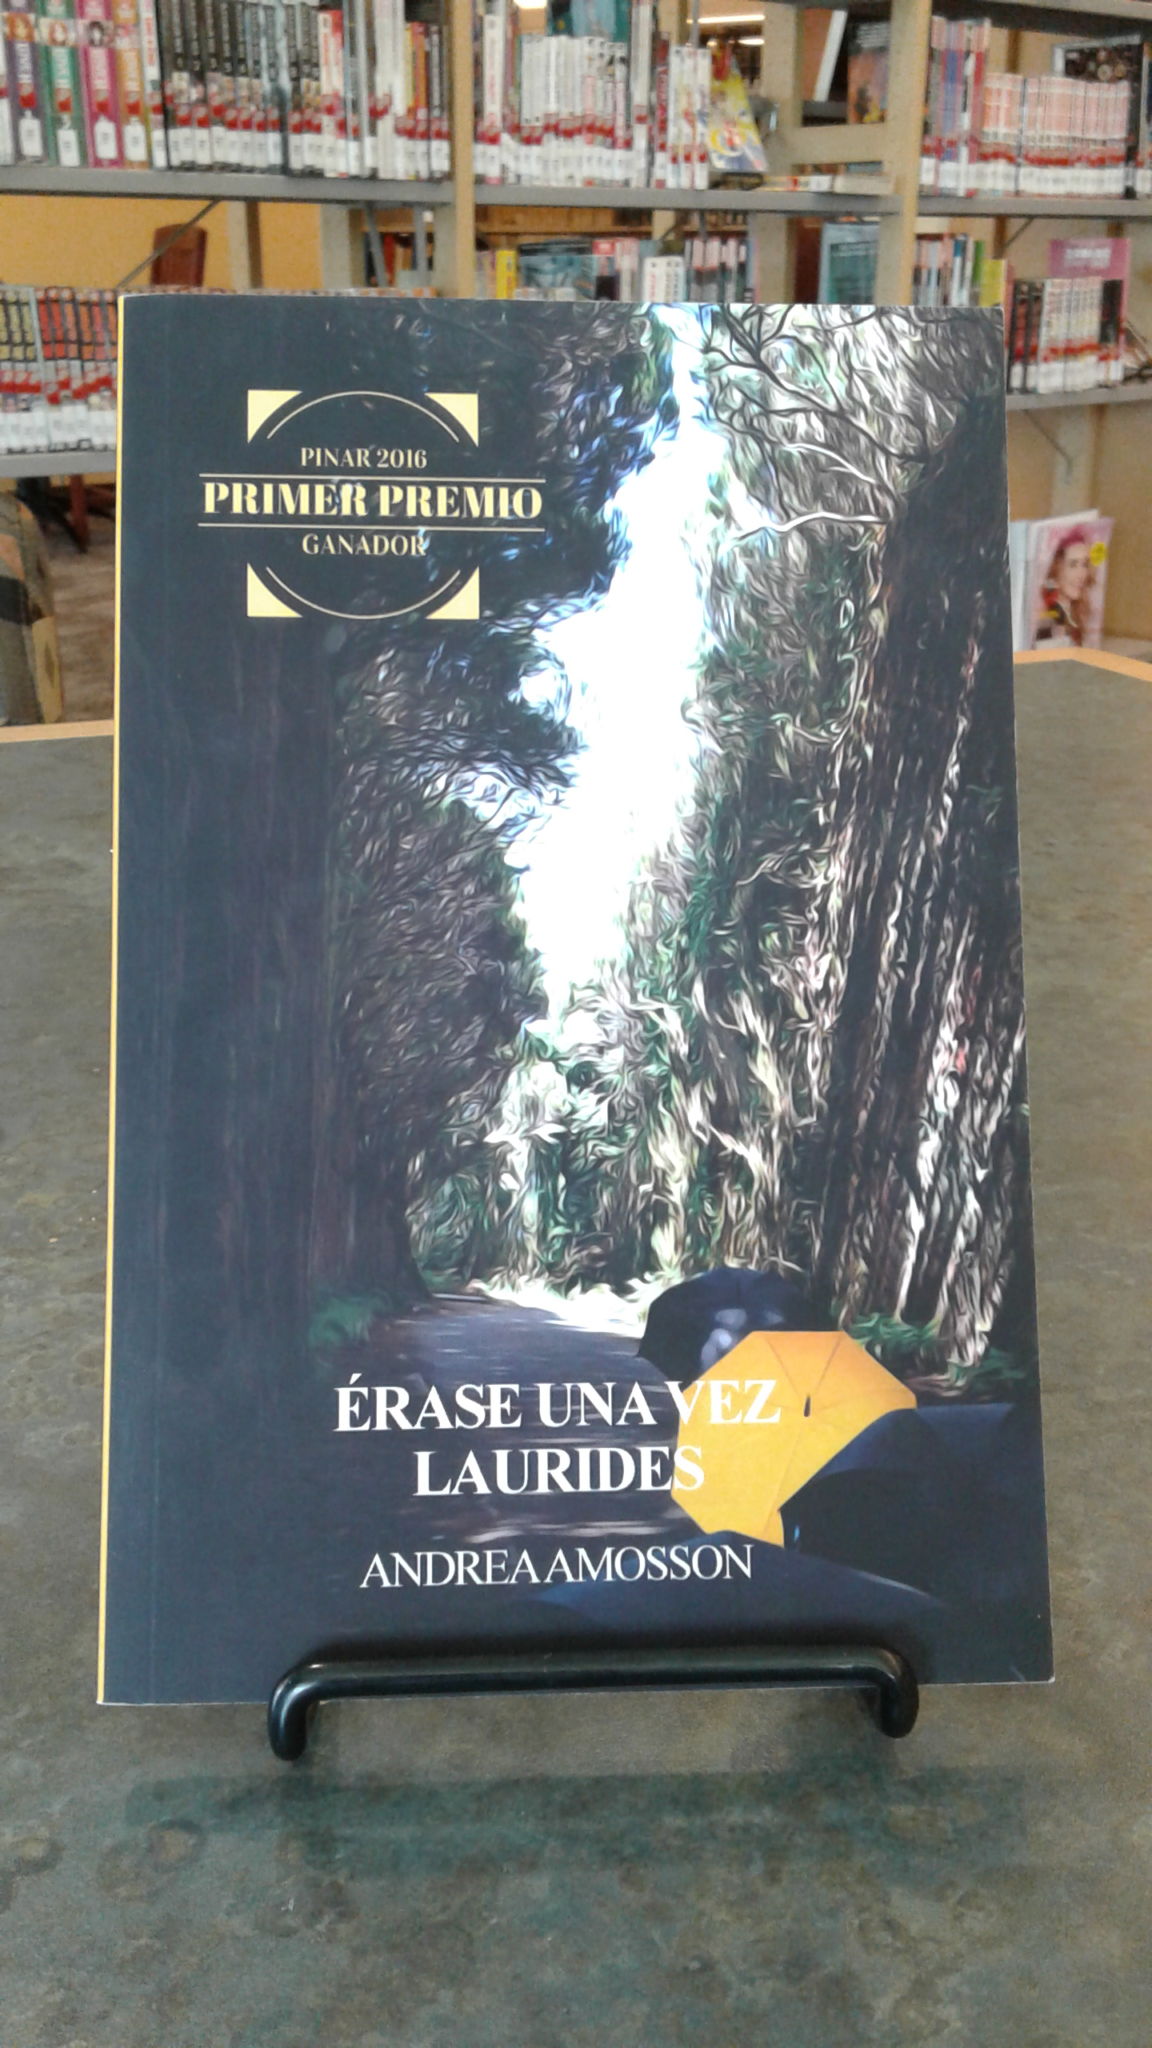 PINAR 2016
PRIMER PREMIO
GANADOR
ÉRASE UNA VEZ
LAURIDES
ANDREA AMOSSON